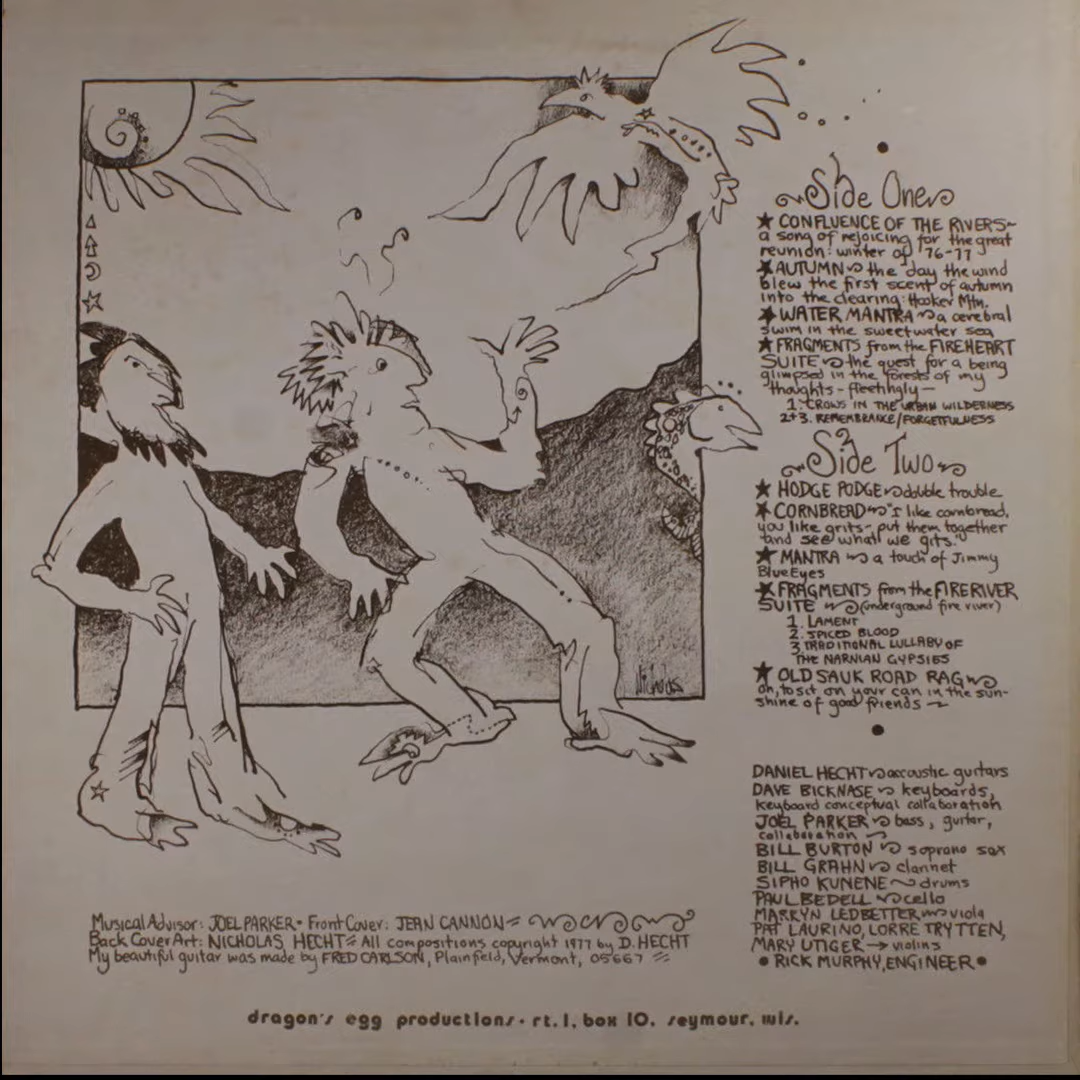 Side One
★ CONFLUENCE OF THE RIVERS~
a song of rejoicing for the great
reunion: winter of '76-77
★ AUTUMN ~ the day the wind
blew the first scent of autumn
into the clearing: Hooker Mtn.
★ WATER MANTRA ~ a cerebral
swim in the sweetwater sea
★ FRAGMENTS from the FIREHEART
SUITE ~ the quest for a being
glimpsed in the forests of my
thoughts - fleetingly —
1. CROWS IN THE URBAN WILDERNESS
2+3. REMEMBRANCE/FORGETFULNESS
Side Two
★ HODGE PODGE ~ double trouble
★ CORNBREAD ~ "I like cornbread,
you like grits - put them together
and see what we gits."
★ MANTRA ~ a touch of Jimmy
BlueEyes
★ FRAGMENTS from the FIRERIVER
SUITE ~ (underground fire river)
1. LAMENT
2. SPICED BLOOD
3. TRADITIONAL LULLABY OF
THE NARNIAN GYPSIES
★ OLD SAUK ROAD RAG ~
oh, to sit on your can in the sun-
shine of good friends ~
DANIEL HECHT ~ accoustic guitars
DAVE BICKNASE ~ keyboards,
keyboard conceptual collaboration
JOEL PARKER ~ bass, guitar,
collaboration ~
BILL BURTON ~ soprano sax
BILL GRAHN ~ clarinet
SIPHO KUNENE ~ drums
PAUL BEDELL ~ cello
MARRYN LEDBETTER ~ viola
PAT LAURINO, LORRE TRYTTEN,
MARY UTIGER → violins
• RICK MURPHY, ENGINEER •
Nicholas
Musical Advisor: JOEL PARKER • Front Cover: JEAN CANNON
Back Cover Art: NICHOLAS HECHT All compositions copyright 1977 by D. HECHT
My beautiful guitar was made by FRED CARLSON, Plainfield, Vermont, 05667
dragon's egg productions • rt. 1, box 10, seymour, wis.